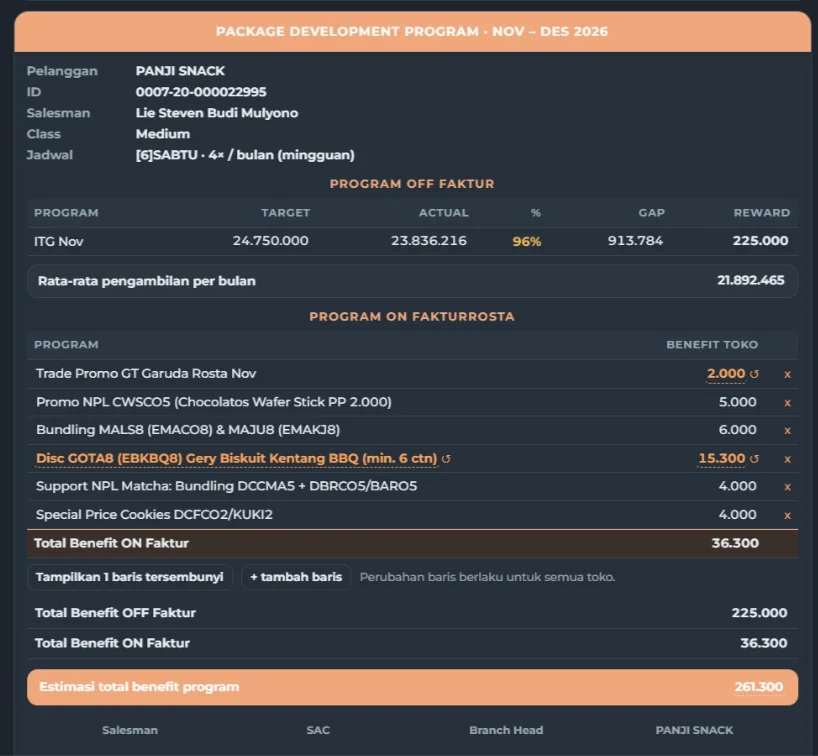 PACKAGE DEVELOPMENT PROGRAM · NOV – DES 2026
Pelanggan PANJI SNACK
ID 0007-20-000022995
Salesman Lie Steven Budi Mulyono
Class Medium
Jadwal [6]SABTU · 4× / bulan (mingguan)
PROGRAM OFF FAKTUR
PROGRAM TARGET ACTUAL % GAP REWARD
ITG Nov 24.750.000 23.836.216 96% 913.784 225.000
Rata-rata pengambilan per bulan 21.892.465
PROGRAM ON FAKTURROSTA
PROGRAM BENEFIT TOKO
Trade Promo GT Garuda Rosta Nov 2.000 ↺ x
Promo NPL CWSCO5 (Chocolatos Wafer Stick PP 2.000) 5.000 x
Bundling MALS8 (EMACO8) & MAJU8 (EMAKJ8) 6.000 x
Disc GOTA8 (EBKBQ8) Gery Biskuit Kentang BBQ (min. 6 ctn) ↺ 15.300 ↺ x
Support NPL Matcha: Bundling DCCMA5 + DBRCO5/BARO5 4.000 x
Special Price Cookies DCFCO2/KUKI2 4.000 x
Total Benefit ON Faktur 36.300
Tampilkan 1 baris tersembunyi + tambah baris Perubahan baris berlaku untuk semua toko.
Total Benefit OFF Faktur 225.000
Total Benefit ON Faktur 36.300
Estimasi total benefit program 261.300
Salesman SAC Branch Head PANJI SNACK